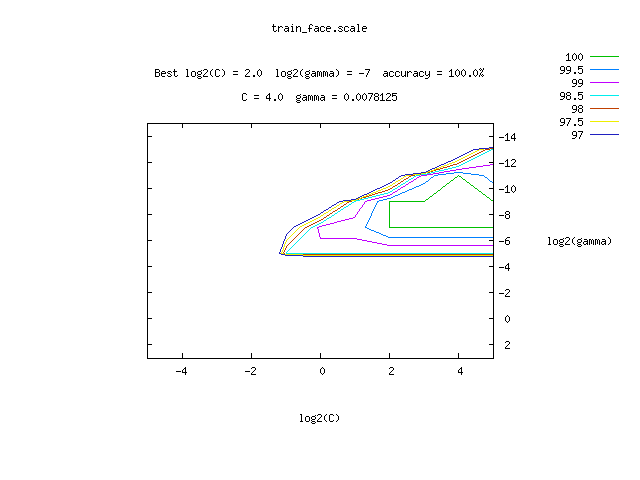 train_face.scale
Best log2(C) = 2.0 log2(gamma) = -7 accuracy = 100.0%
C = 4.0 gamma = 0.0078125
100
99.5
99
98.5
98
97.5
97
-14
-12
-10
-8
-6
-4
-2
0
2
log2(gamma)
-4 -2 0 2 4
log2(C)